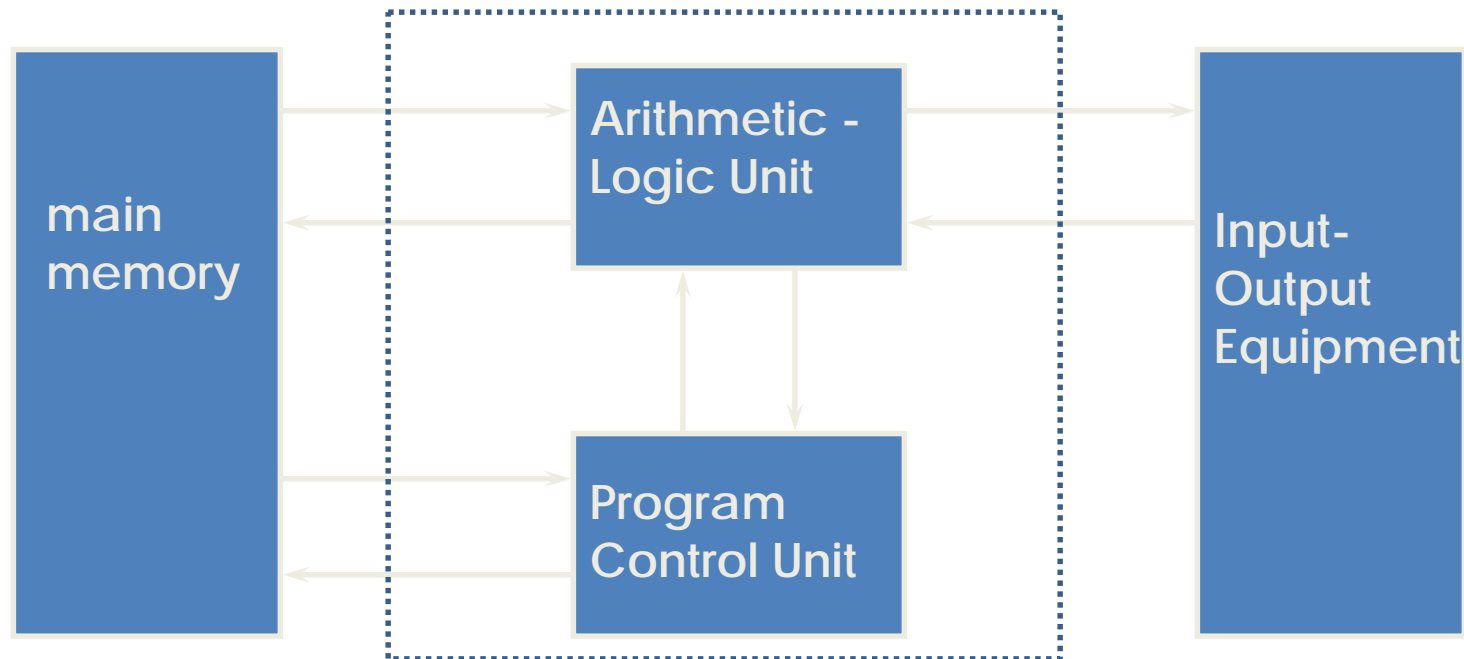 main
memory
Arithmetic -
Logic Unit
Program
Control Unit
Input-
Output
Equipment